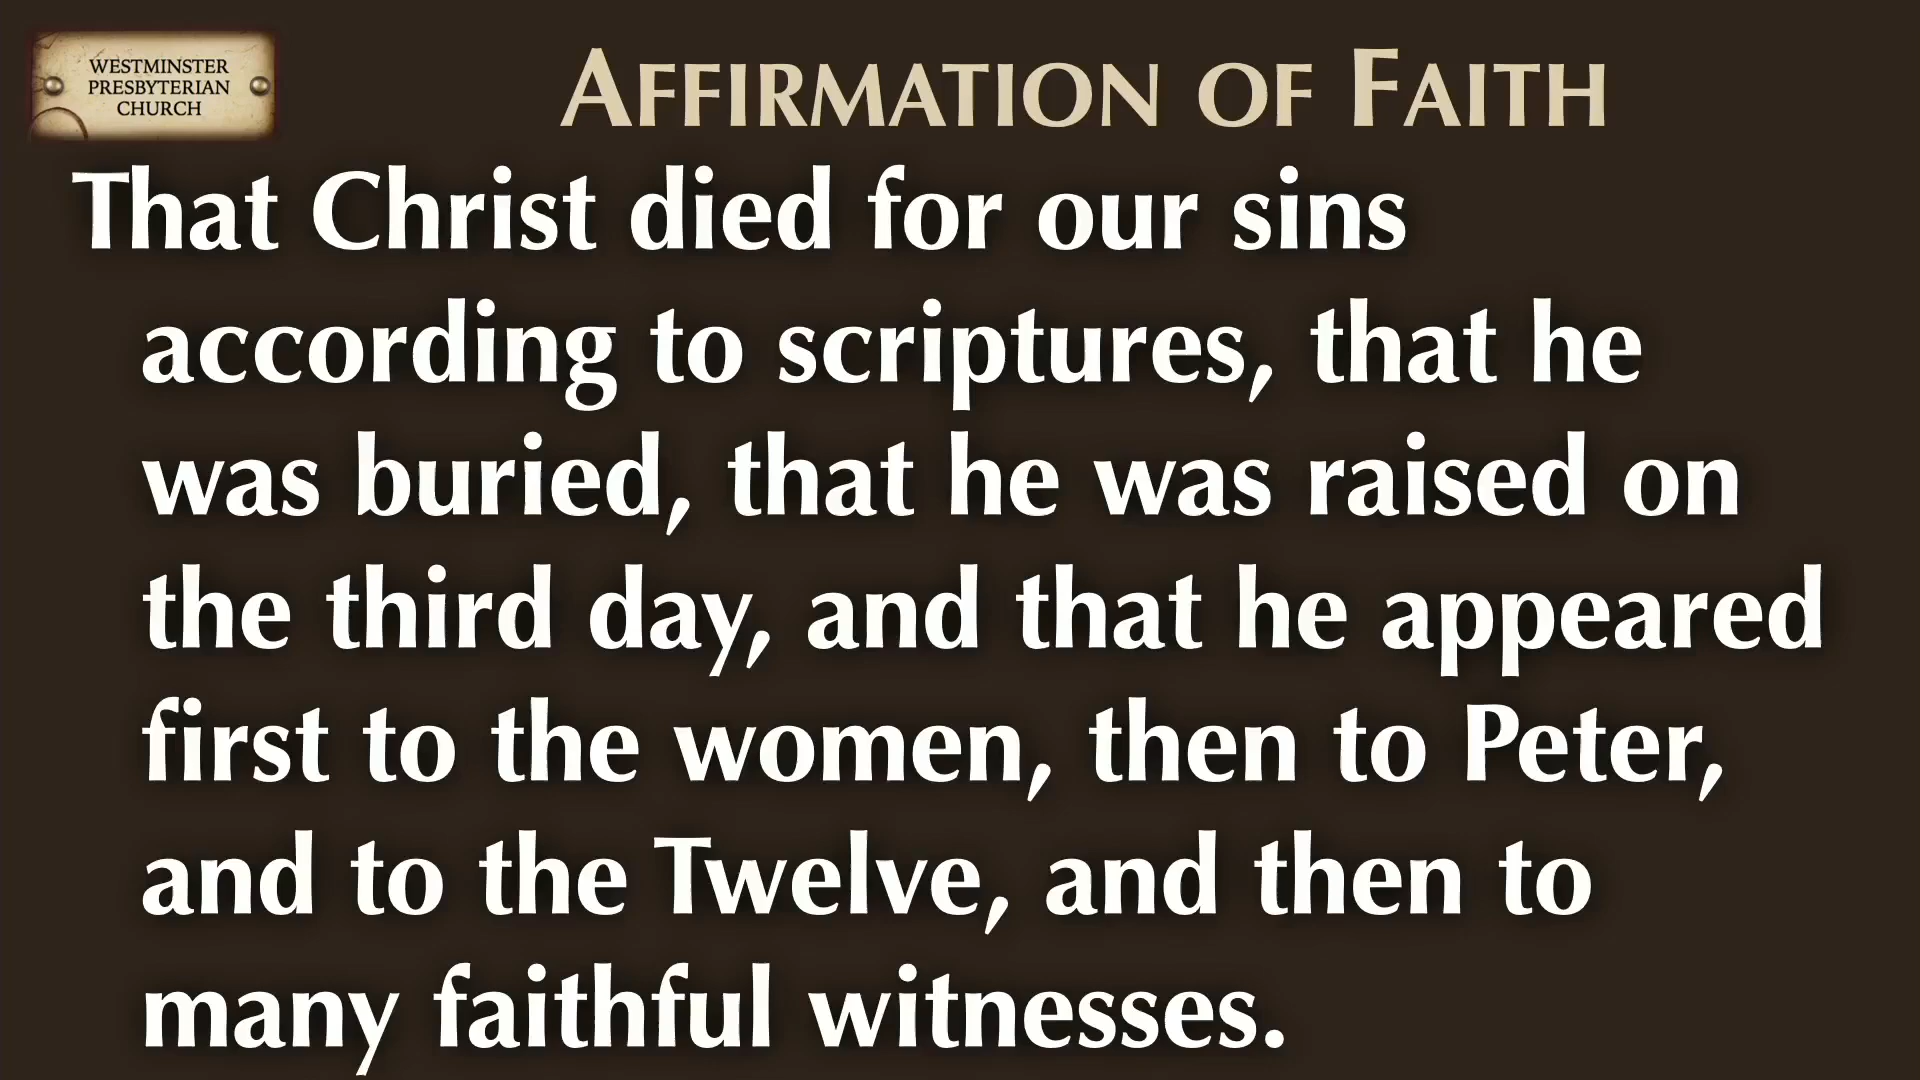 WESTMINSTER
PRESBYTERIAN
CHURCH
AFFIRMATION OF FAITH
That Christ died for our sins
according to scriptures, that he
was buried, that he was raised on
the third day, and that he appeared
first to the women, then to Peter,
and to the Twelve, and then to
many faithful witnesses.